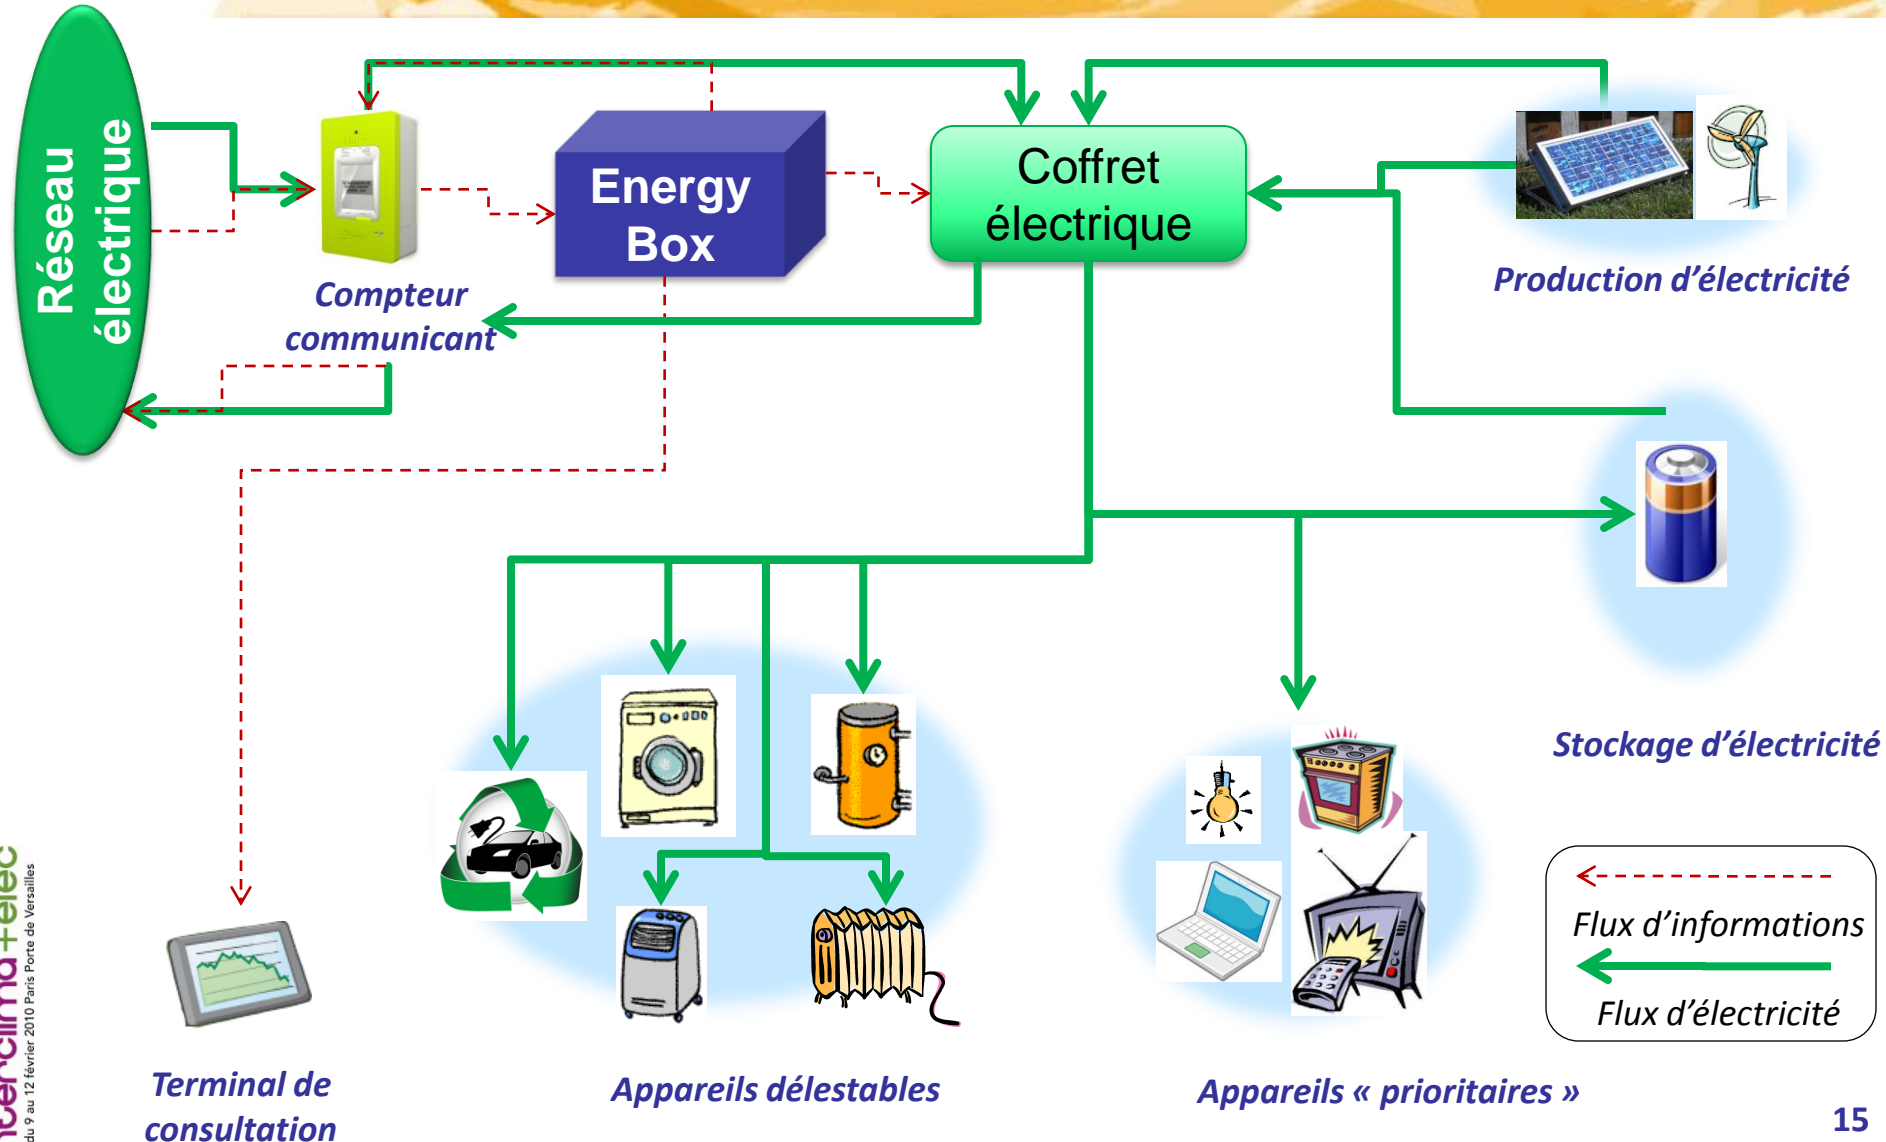 Réseau
électrique
Energy
Box
Coffret
électrique
Compteur
communicant
Production d’électricité
Stockage d’électricité
Flux d’informations
Flux d’électricité
Terminal de
consultation
Appareils délestables
Appareils « prioritaires »
du 9 au 12 février 2010 Paris Porte de Versailles
15